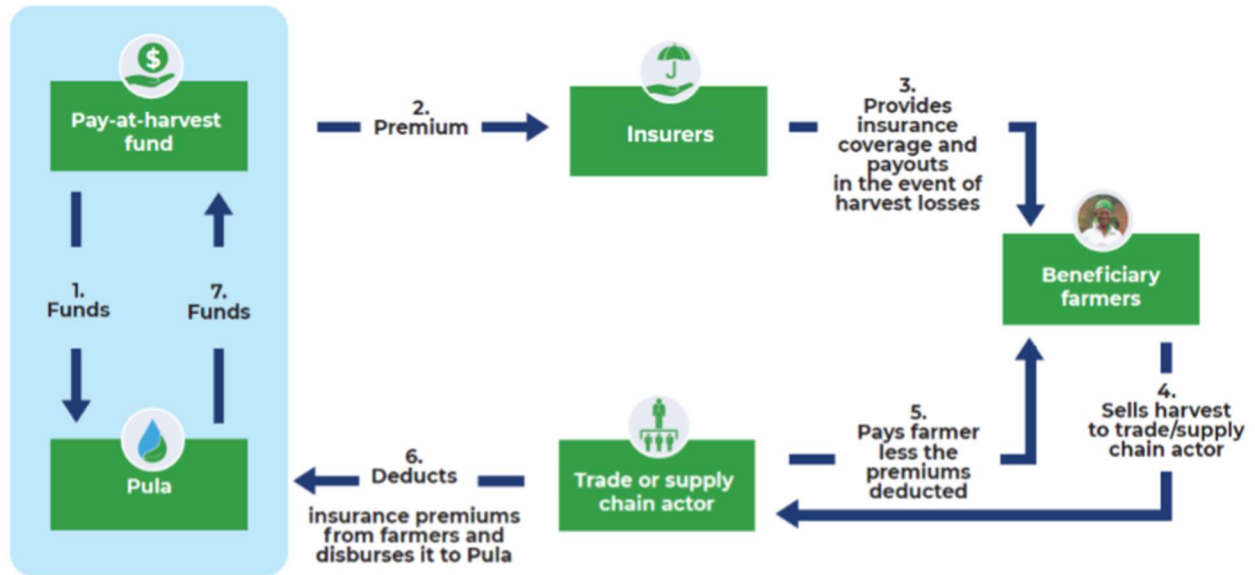 Pay-at-harvest
fund
2.
Premium
Insurers
3.
Provides
insurance
coverage and
payouts
in the event of
harvest losses
Beneficiary
farmers
1.
Funds
7.
Funds
4.
Sells harvest
to trade/supply
chain actor
5.
Pays farmer
less the
premiums
deducted
Trade or supply
chain actor
6.
Deducts
insurance premiums
from farmers and
disburses it to Pula
Pula